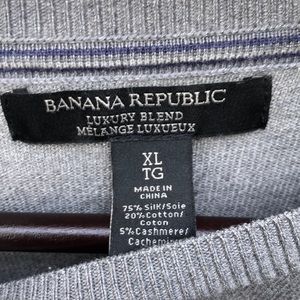 BANANA REPUBLIC
LUXURY BLEND
MÉLANGE LUXUEUX
XL
TG
MADE IN
CHINA
75% Silk/Soie
20% Cotton/
Coton
5% Cashmere/
Cachemire